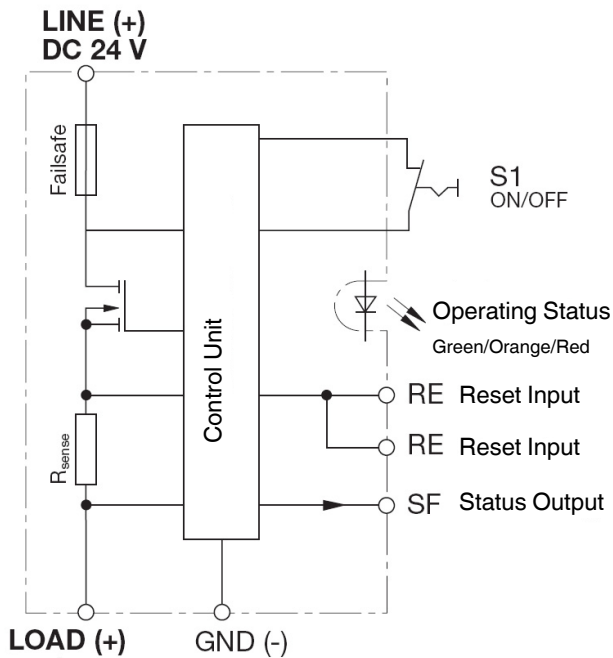 LINE (+)
DC 24 V
Failsafe
S1
ON/OFF
Operating Status
Green/Orange/Red
Control Unit
RE Reset Input
RE Reset Input
Rsense
SF Status Output
LOAD (+)
GND (-)